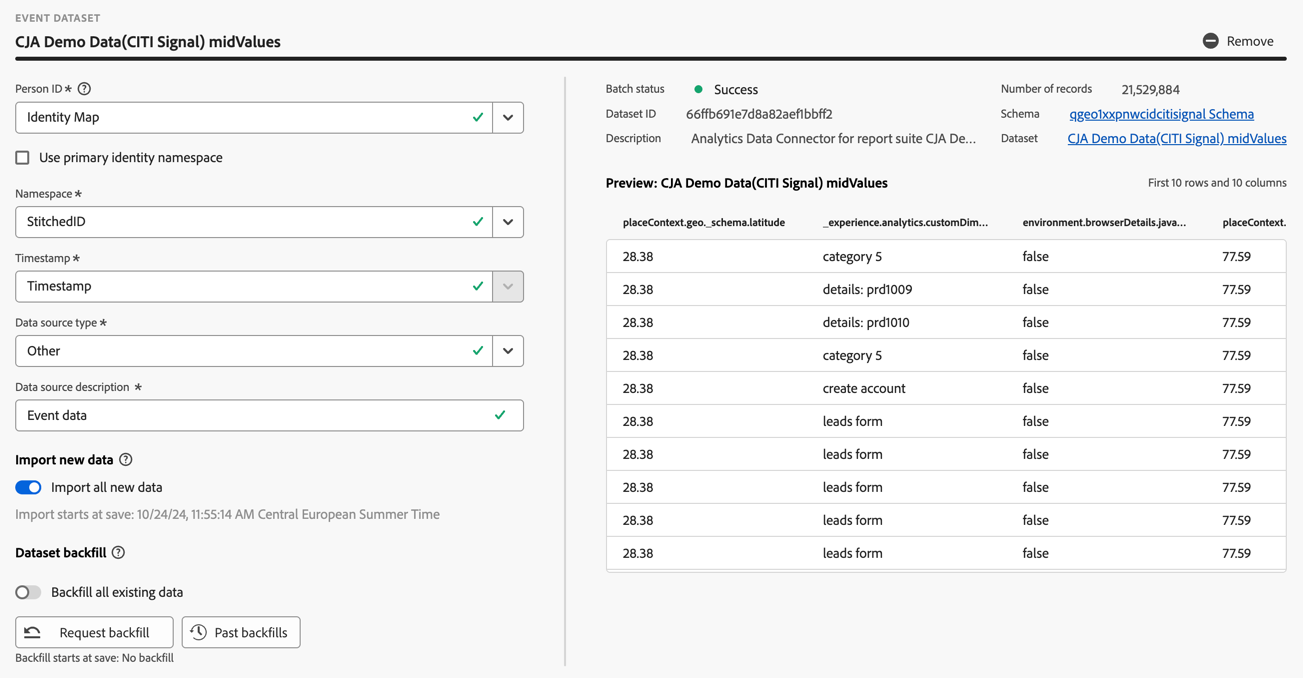 EVENT DATASET
CJA Demo Data(CITI Signal) midValues
Remove
Person ID *
Identity Map
Use primary identity namespace
Namespace *
StitchedID
Timestamp *
Timestamp
Data source type *
Other
Data source description *
Event data
Import new data
Import all new data
Import starts at save: 10/24/24, 11:55:14 AM Central European Summer Time
Dataset backfill
Backfill all existing data
Request backfill Past backfills
Backfill starts at save: No backfill
Batch status Success Number of records 21,529,884
Dataset ID 66ffb691e7d8a82aef1bbff2 Schema qgeo1xxpnwcidcitisignal Schema
Description Analytics Data Connector for report suite CJA De... Dataset CJA Demo Data(CITI Signal) midValues
Preview: CJA Demo Data(CITI Signal) midValues First 10 rows and 10 columns
placeContext.geo._schema.latitude _experience.analytics.customDim... environment.browserDetails.java... placeContext.
28.38 category 5 false 77.59
28.38 details: prd1009 false 77.59
28.38 details: prd1010 false 77.59
28.38 category 5 false 77.59
28.38 create account false 77.59
28.38 leads form false 77.59
28.38 leads form false 77.59
28.38 leads form false 77.59
28.38 leads form false 77.59
28.38 leads form false 77.59